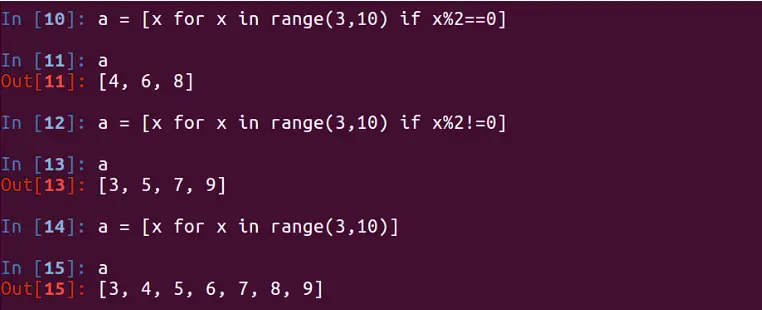 In [10]: a = [x for x in range(3,10) if x%2==0]
In [11]: a
Out[11]: [4, 6, 8]
In [12]: a = [x for x in range(3,10) if x%2!=0]
In [13]: a
Out[13]: [3, 5, 7, 9]
In [14]: a = [x for x in range(3,10)]
In [15]: a
Out[15]: [3, 4, 5, 6, 7, 8, 9]